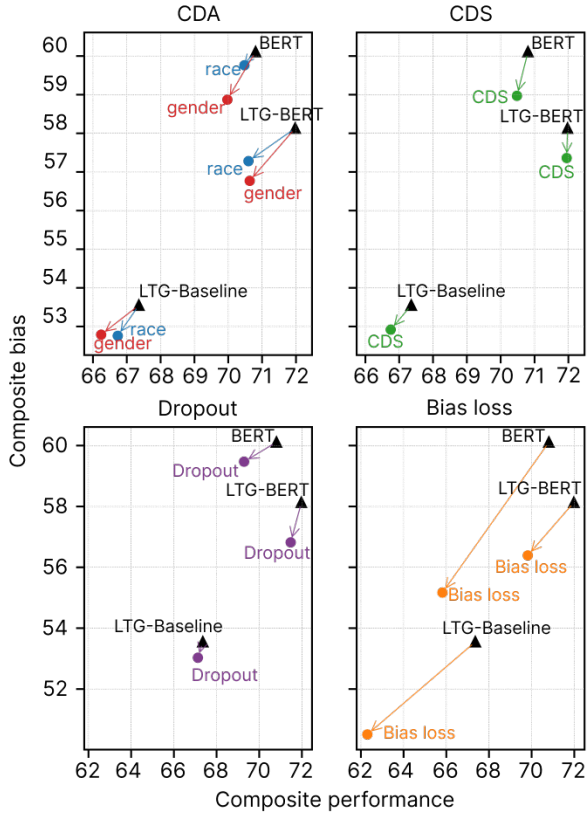 CDA
CDS
60
59
58
57
56
55
54
53
BERT
race
gender
LTG-BERT
race
gender
LTG-Baseline
race
gender
BERT
CDS
LTG-BERT
CDS
LTG-Baseline
CDS
66 67 68 69 70 71 72
66 67 68 69 70 71 72
Composite bias
Dropout
Bias loss
60
58
56
54
52
BERT
Dropout
LTG-BERT
Dropout
LTG-Baseline
Dropout
BERT
LTG-BERT
Bias loss
Bias loss
LTG-Baseline
Bias loss
62 64 66 68 70 72
62 64 66 68 70 72
Composite performance